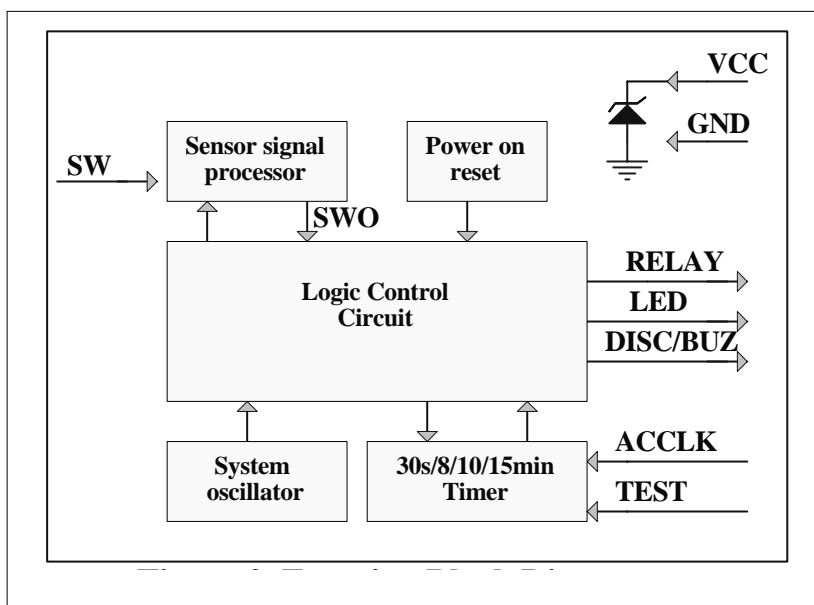 VCC
GND
Sensor signal
processor
Power on
reset
SW
SWO
Logic Control
Circuit
RELAY
LED
DISC/BUZ
System
oscillator
30s/8/10/15min
Timer
ACCLK
TEST